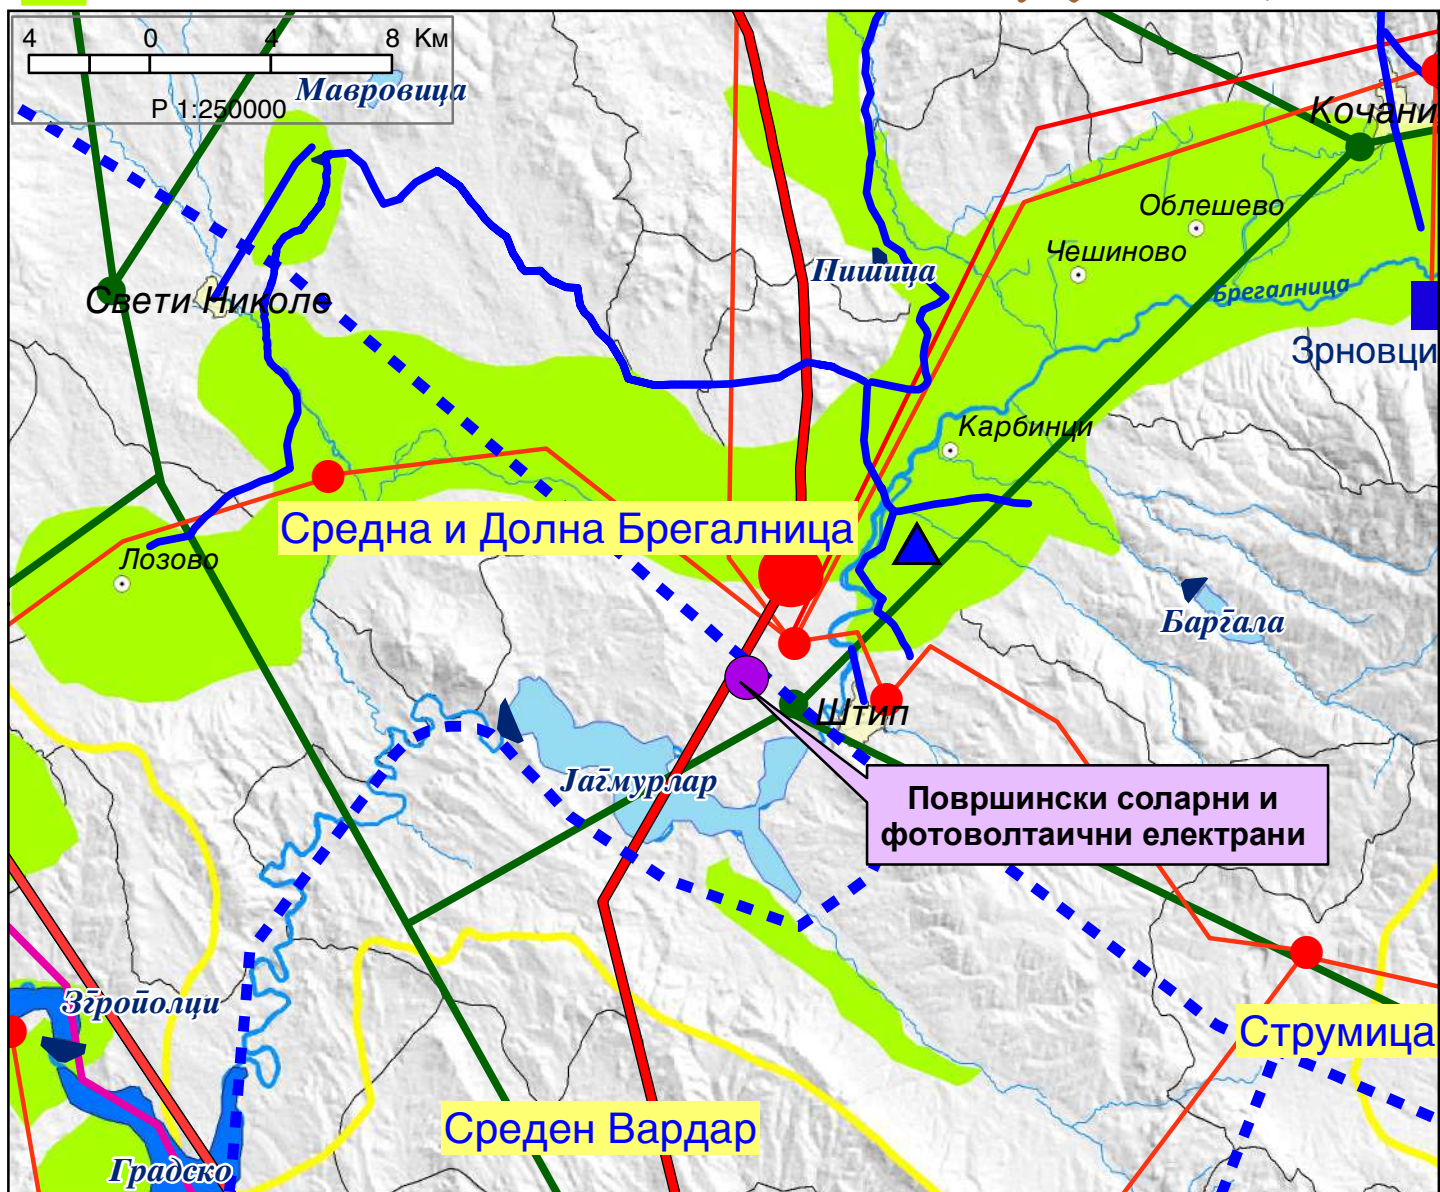 4 0 4 8 Км
Р 1:250000
Мавровица
Кочани
Облешево
Чешиново
Пишица
Брегалница
Свети Николе
Зрновци
Карбинци
Средна и Долна Брегалница
Лозово
Баргала
Штип
Јагмурлар
Површински соларни и
фотоволтаични електрани
Згрополци
Струмица
Среден Вардар
Градско